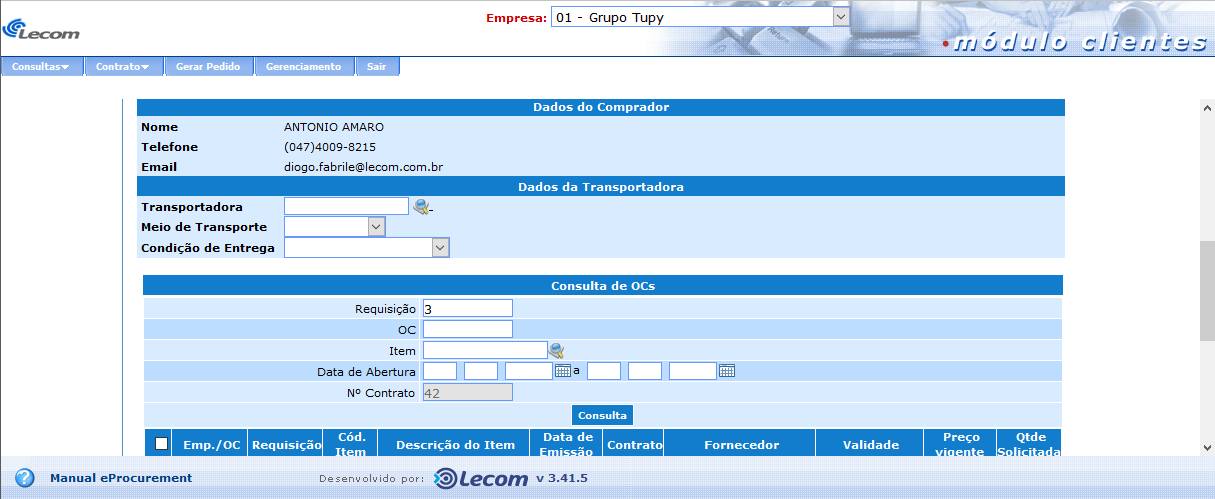 Lecom
Empresa: 01 - Grupo Tupy
módulo clientes
Consultas Contrato Gerar Pedido Gerenciamento Sair
Dados do Comprador
Nome ANTONIO AMARO
Telefone (047)4009-8215
Email diogo.fabrile@lecom.com.br
Dados da Transportadora
Transportadora
Meio de Transporte
Condição de Entrega
Consulta de OCs
Requisição 3
OC
Item
Data de Abertura a
Nº Contrato 42
Consulta
Emp./OC Requisição Cód. Item Descrição do Item Data de Emissão Contrato Fornecedor Validade Preço vigente Qtde Solicitada
Manual eProcurement Desenvolvido por: Lecom v 3.41.5